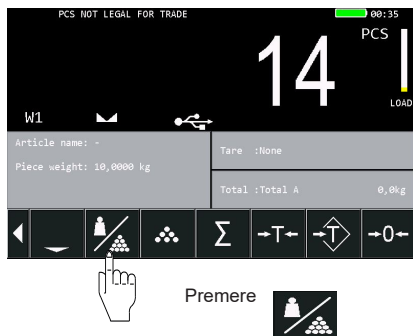 PCS NOT LEGAL FOR TRADE
00:35
14
PCS
LOAD
W1
Article name: -
Piece weight: 10,0000 kg
Tare :None
Total :Total A 0,0kg
Σ →T← →T→ →0←
Premere